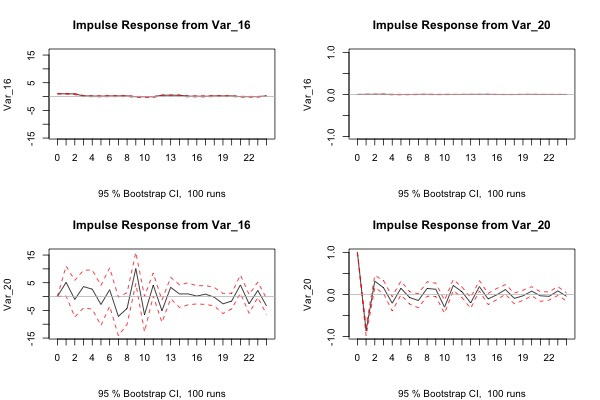 Impulse Response from Var_16
Var_16
15
5
-5
-15
0 2 4 6 8 10 13 16 19 22
95 % Bootstrap CI, 100 runs
Impulse Response from Var_20
Var_16
1.0
0.0
-1.0
0 2 4 6 8 10 13 16 19 22
95 % Bootstrap CI, 100 runs
Impulse Response from Var_16
Var_20
15
5
-5
-15
0 2 4 6 8 10 13 16 19 22
95 % Bootstrap CI, 100 runs
Impulse Response from Var_20
Var_20
1.0
0.0
-1.0
0 2 4 6 8 10 13 16 19 22
95 % Bootstrap CI, 100 runs